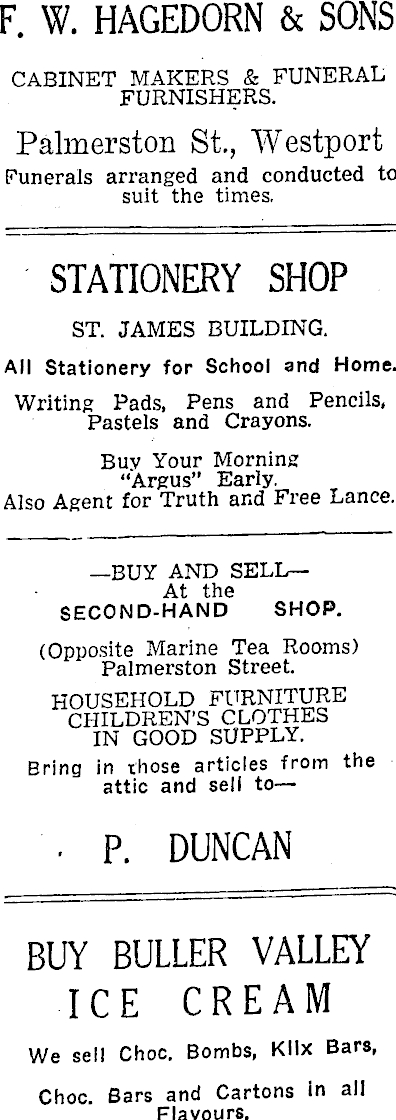 F. W. HAGEDORN & SONS
CABINET MAKERS & FUNERAL
FURNISHERS.
Palmerston St., Westport
Funerals arranged and conducted to
suit the times.
STATIONERY SHOP
ST. JAMES BUILDING.
All Stationery for School and Home.
Writing Pads, Pens and Pencils,
Pastels and Crayons.
Buy Your Morning
"Argus" Early.
Also Agent for Truth and Free Lance.
—BUY AND SELL—
At the
SECOND-HAND SHOP.
(Opposite Marine Tea Rooms)
Palmerston Street.
HOUSEHOLD FURNITURE
CHILDREN'S CLOTHES
IN GOOD SUPPLY.
Bring in those articles from the
attic and sell to—
P. DUNCAN
BUY BULLER VALLEY
ICE CREAM
We sell Choc. Bombs, Klix Bars,
Choc. Bars and Cartons in all
Flavours.